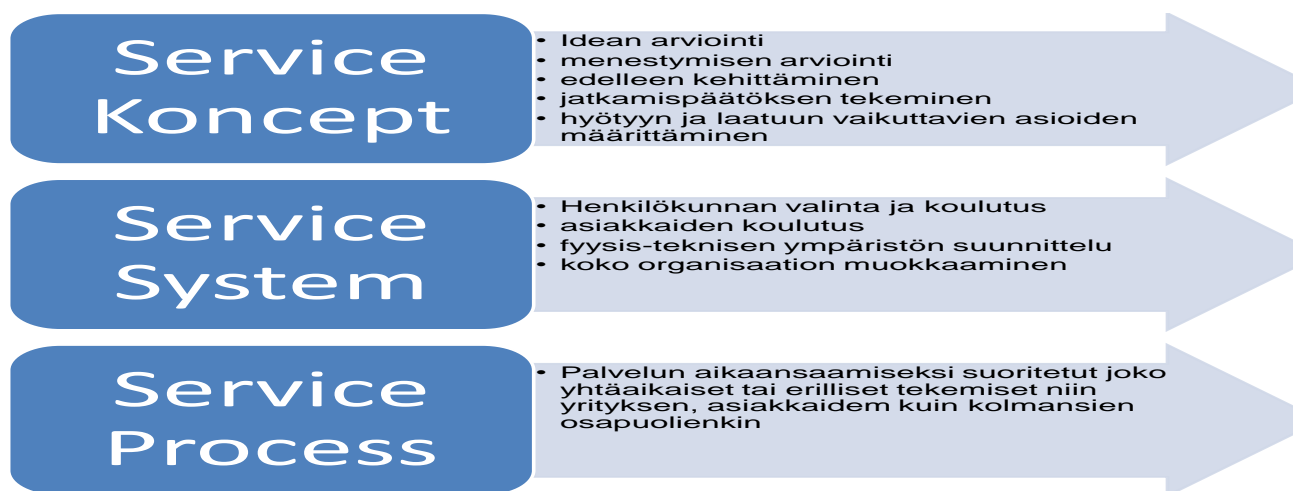 Service
Koncept
• Idean arviointi
• menestymisen arviointi
• edelleen kehittäminen
• jatkamispäätöksen tekeminen
• hyötyyn ja laatuun vaikuttavien asioiden
määrittäminen
Service
System
• Henkilökunnan valinta ja koulutus
• asiakkaiden koulutus
• fyysis-teknisen ympäristön suunnittelu
• koko organisaation muokkaaminen
Service
Process
• Palvelun aikaansaamiseksi suoritetut joko
yhtäaikaiset tai erilliset tekemiset niin
yrityksen, asiakkaidem kuin kolmansien
osapuolienkin